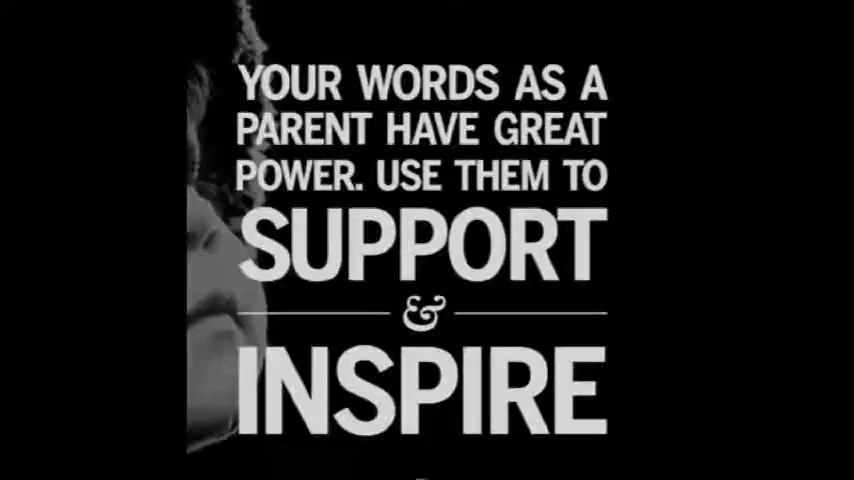 YOUR WORDS AS A
PARENT HAVE GREAT
POWER. USE THEM TO
SUPPORT
&
INSPIRE